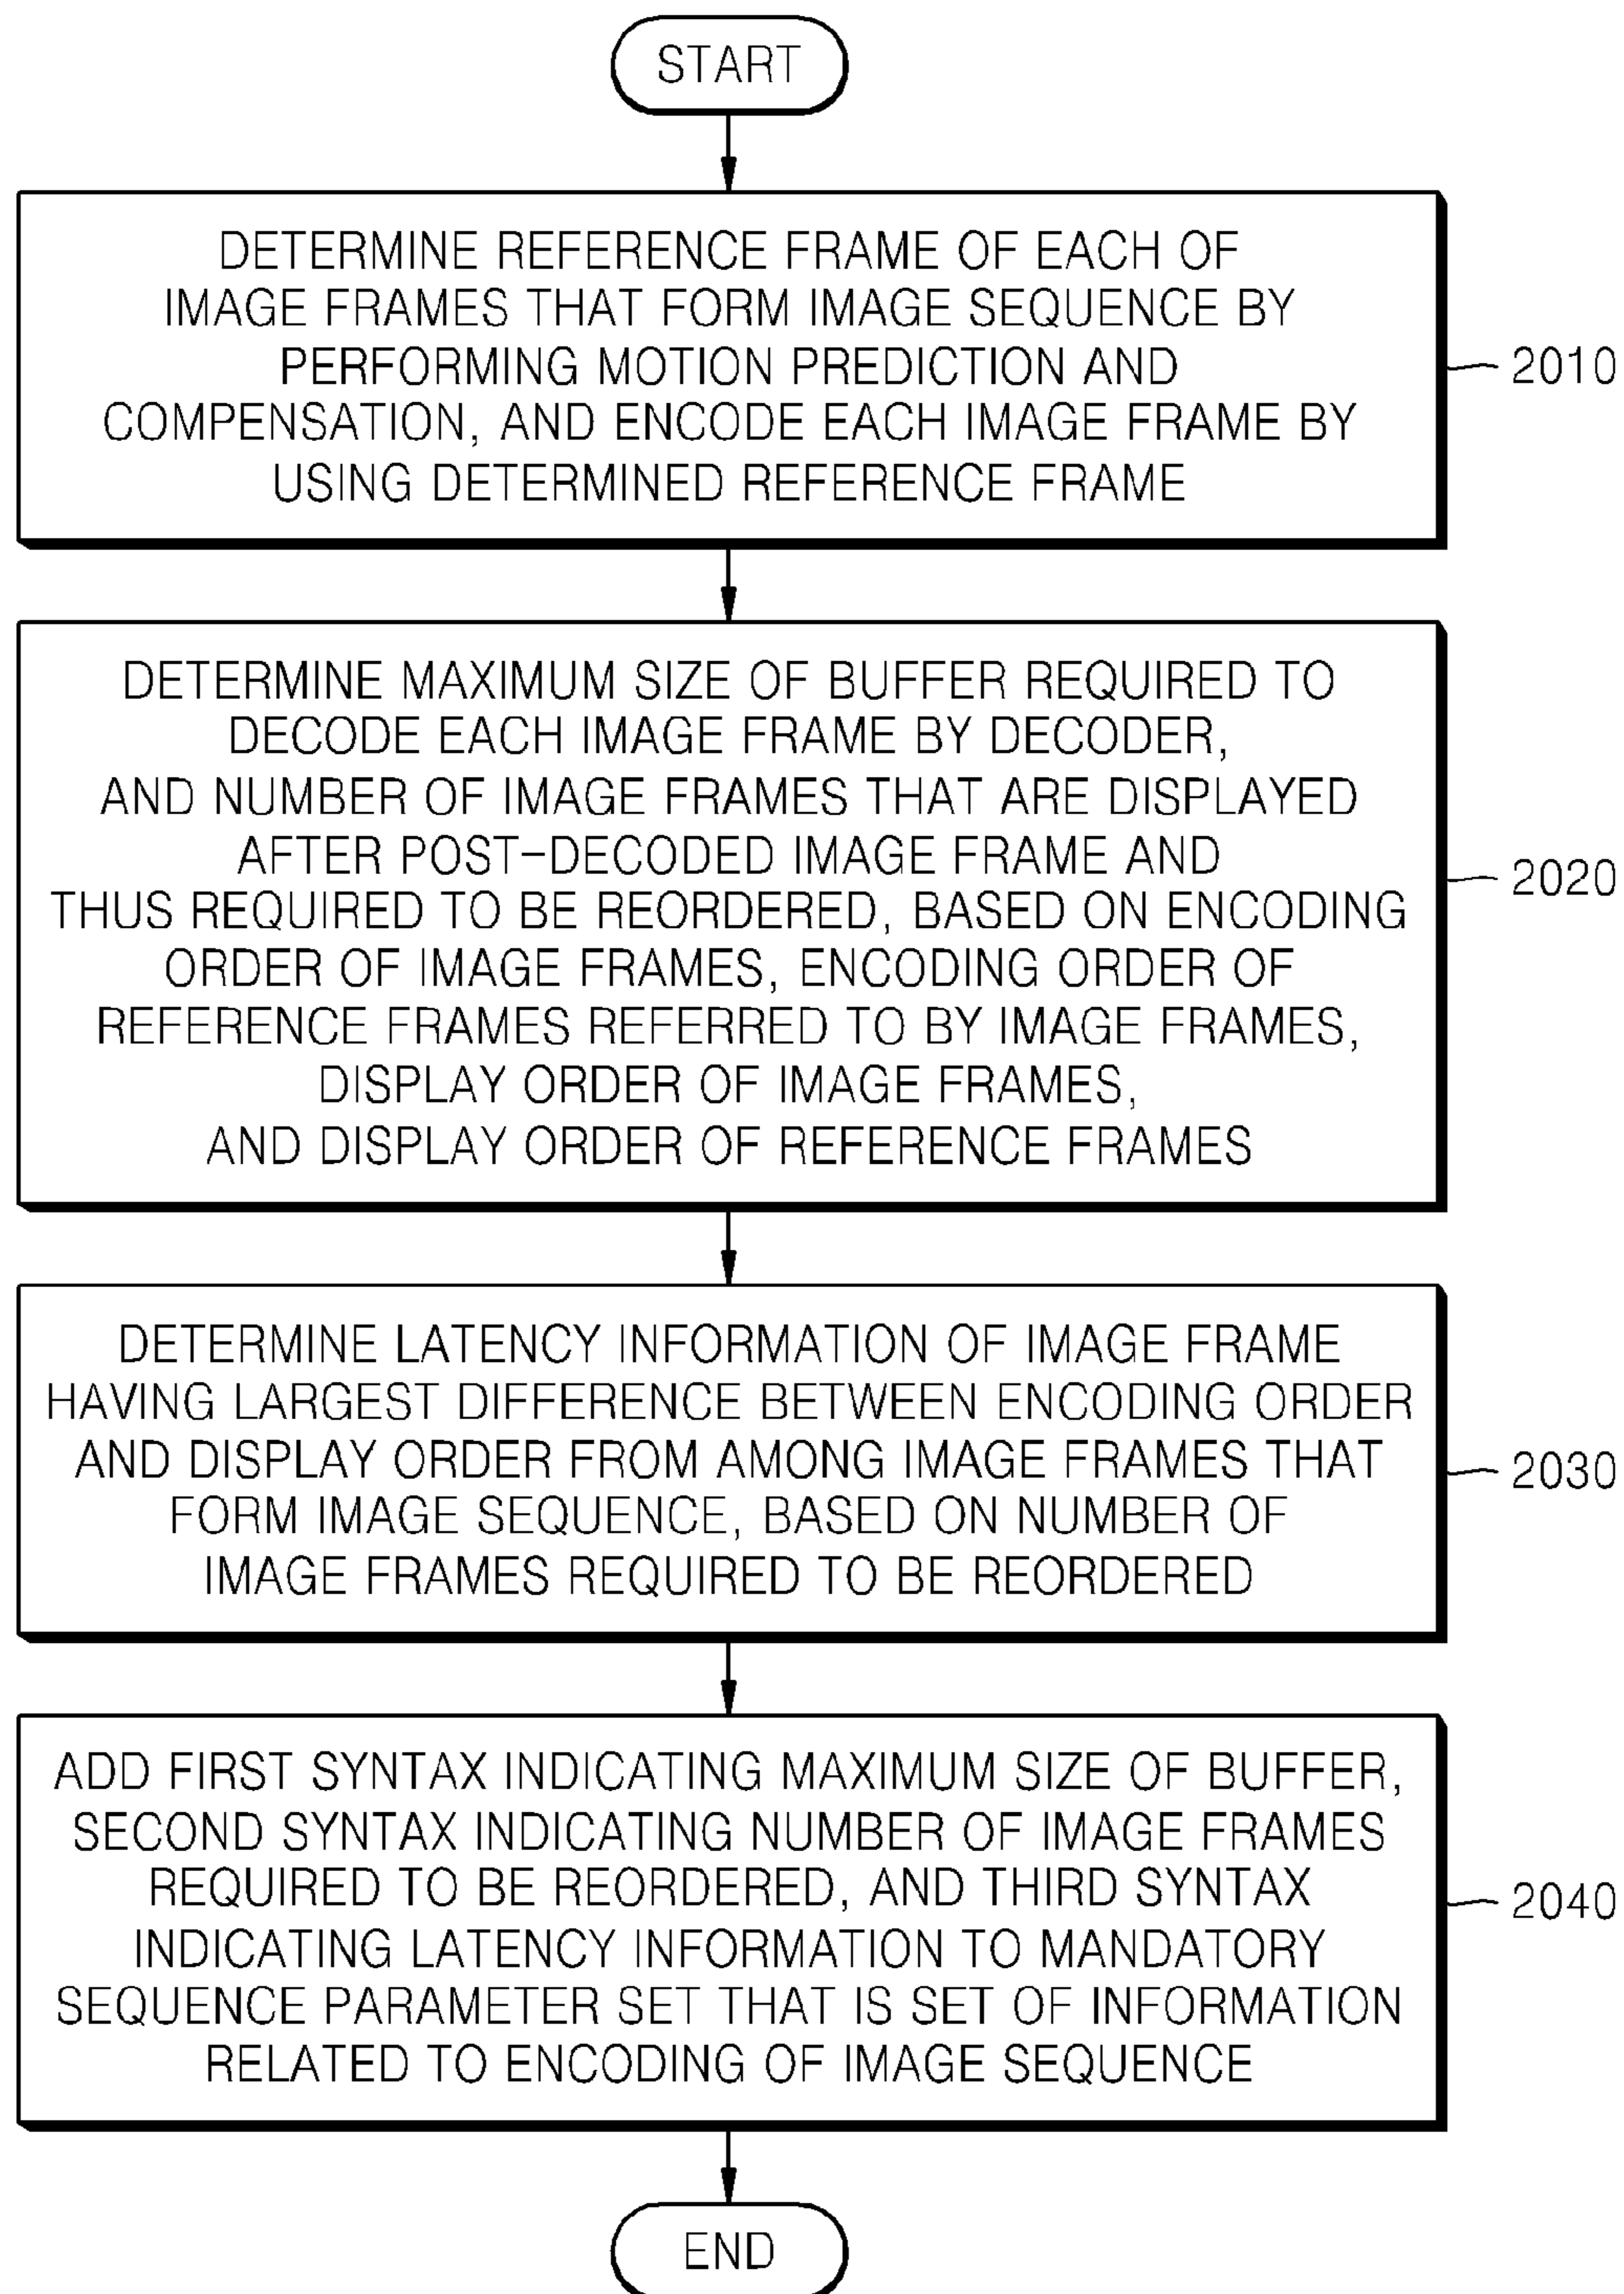 START
DETERMINE REFERENCE FRAME OF EACH OF
IMAGE FRAMES THAT FORM IMAGE SEQUENCE BY
PERFORMING MOTION PREDICTION AND
COMPENSATION, AND ENCODE EACH IMAGE FRAME BY
USING DETERMINED REFERENCE FRAME
2010
DETERMINE MAXIMUM SIZE OF BUFFER REQUIRED TO
DECODE EACH IMAGE FRAME BY DECODER,
AND NUMBER OF IMAGE FRAMES THAT ARE DISPLAYED
AFTER POST-DECODED IMAGE FRAME AND
THUS REQUIRED TO BE REORDERED, BASED ON ENCODING
ORDER OF IMAGE FRAMES, ENCODING ORDER OF
REFERENCE FRAMES REFERRED TO BY IMAGE FRAMES,
DISPLAY ORDER OF IMAGE FRAMES,
AND DISPLAY ORDER OF REFERENCE FRAMES
2020
DETERMINE LATENCY INFORMATION OF IMAGE FRAME
HAVING LARGEST DIFFERENCE BETWEEN ENCODING ORDER
AND DISPLAY ORDER FROM AMONG IMAGE FRAMES THAT
FORM IMAGE SEQUENCE, BASED ON NUMBER OF
IMAGE FRAMES REQUIRED TO BE REORDERED
2030
ADD FIRST SYNTAX INDICATING MAXIMUM SIZE OF BUFFER,
SECOND SYNTAX INDICATING NUMBER OF IMAGE FRAMES
REQUIRED TO BE REORDERED, AND THIRD SYNTAX
INDICATING LATENCY INFORMATION TO MANDATORY
SEQUENCE PARAMETER SET THAT IS SET OF INFORMATION
RELATED TO ENCODING OF IMAGE SEQUENCE
2040
END